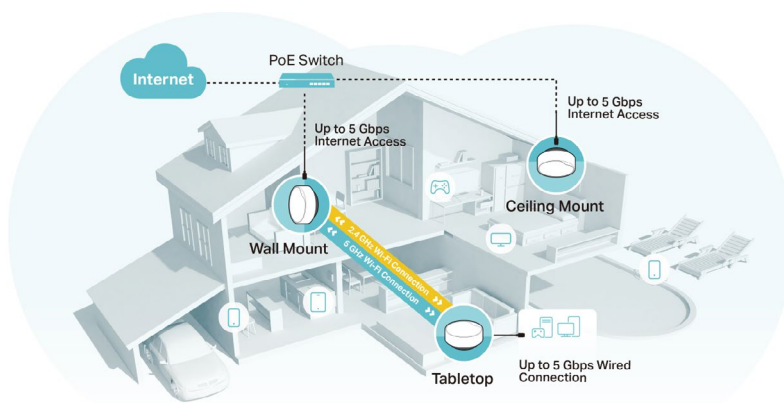 PoE Switch
Internet
Up to 5 Gbps
Internet Access
Up to 5 Gbps
Internet Access
Ceiling Mount
Wall Mount
2.4 GHz Wi-Fi Connection
5 GHz Wi-Fi Connection
Tabletop
Up to 5 Gbps Wired
Connection